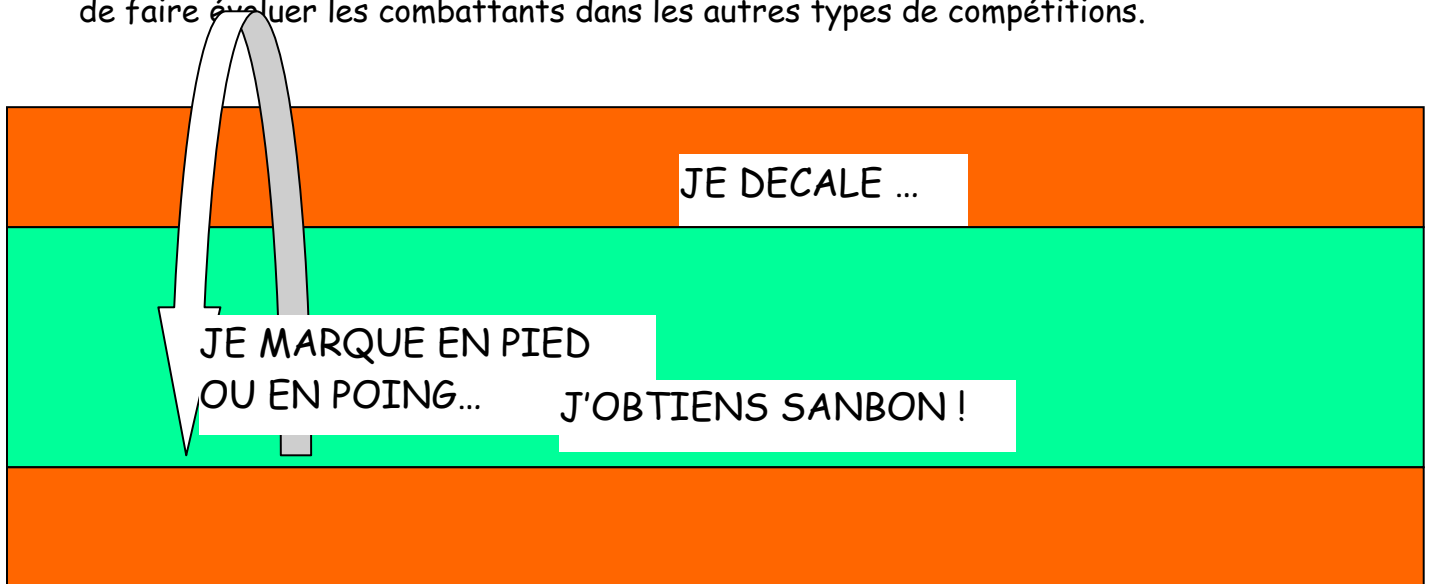 de faire évoluer les combattants dans les autres types de compétitions.
JE DECALE …
JE MARQUE EN PIED
OU EN POING…
J'OBTIENS SANBON !